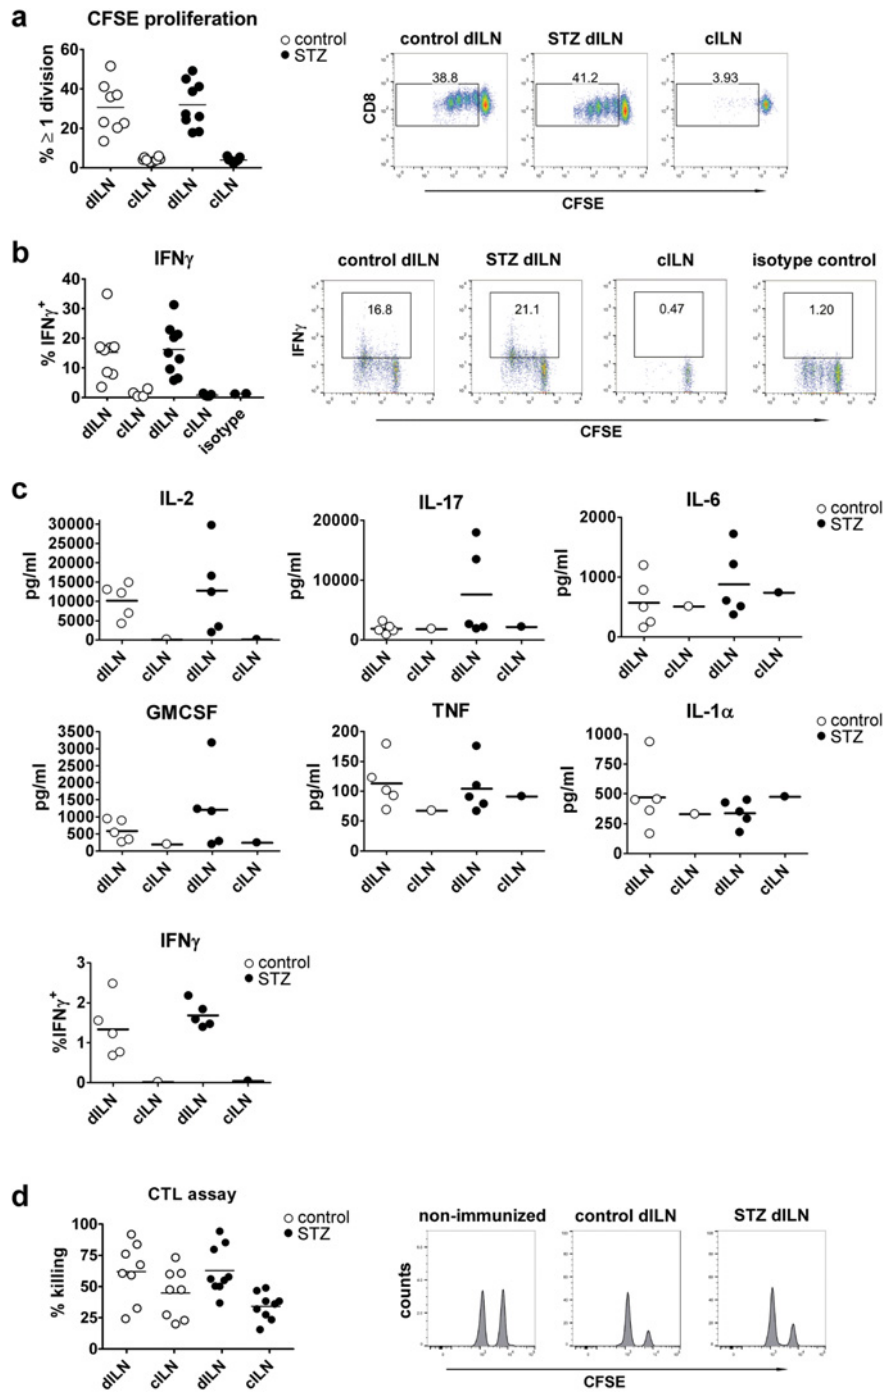 a
CFSE proliferation
control
STZ
% ≥ 1 division
60
40
20
0
dILN
cILN
dILN
cILN
control dILN
STZ dILN
cILN
38.8
41.2
3.93
CD8
CFSE
b
IFNγ
% IFNγ+
40
30
20
10
0
dILN
cILN
dILN
cILN
isotype
control dILN
STZ dILN
cILN
isotype control
16.8
21.1
0.47
1.20
IFNγ
CFSE
c
IL-2
pg/ml
30000
25000
20000
15000
10000
5000
0
dILN
cILN
dILN
cILN
IL-17
pg/ml
20000
10000
0
dILN
cILN
dILN
cILN
IL-6
control
STZ
pg/ml
2000
1000
0
dILN
cILN
dILN
cILN
GMCSF
pg/ml
3500
3000
2500
2000
1500
1000
500
0
dILN
cILN
dILN
cILN
TNF
pg/ml
200
150
100
50
0
dILN
cILN
dILN
cILN
IL-1α
control
STZ
pg/ml
1000
750
500
250
0
dILN
cILN
dILN
cILN
IFNγ
control
STZ
%IFNγ+
3
2
1
0
dILN
cILN
dILN
cILN
d
CTL assay
control
STZ
% killing
100
75
50
25
0
dILN
cILN
dILN
cILN
non-immunized
control dILN
STZ dILN
counts
CFSE